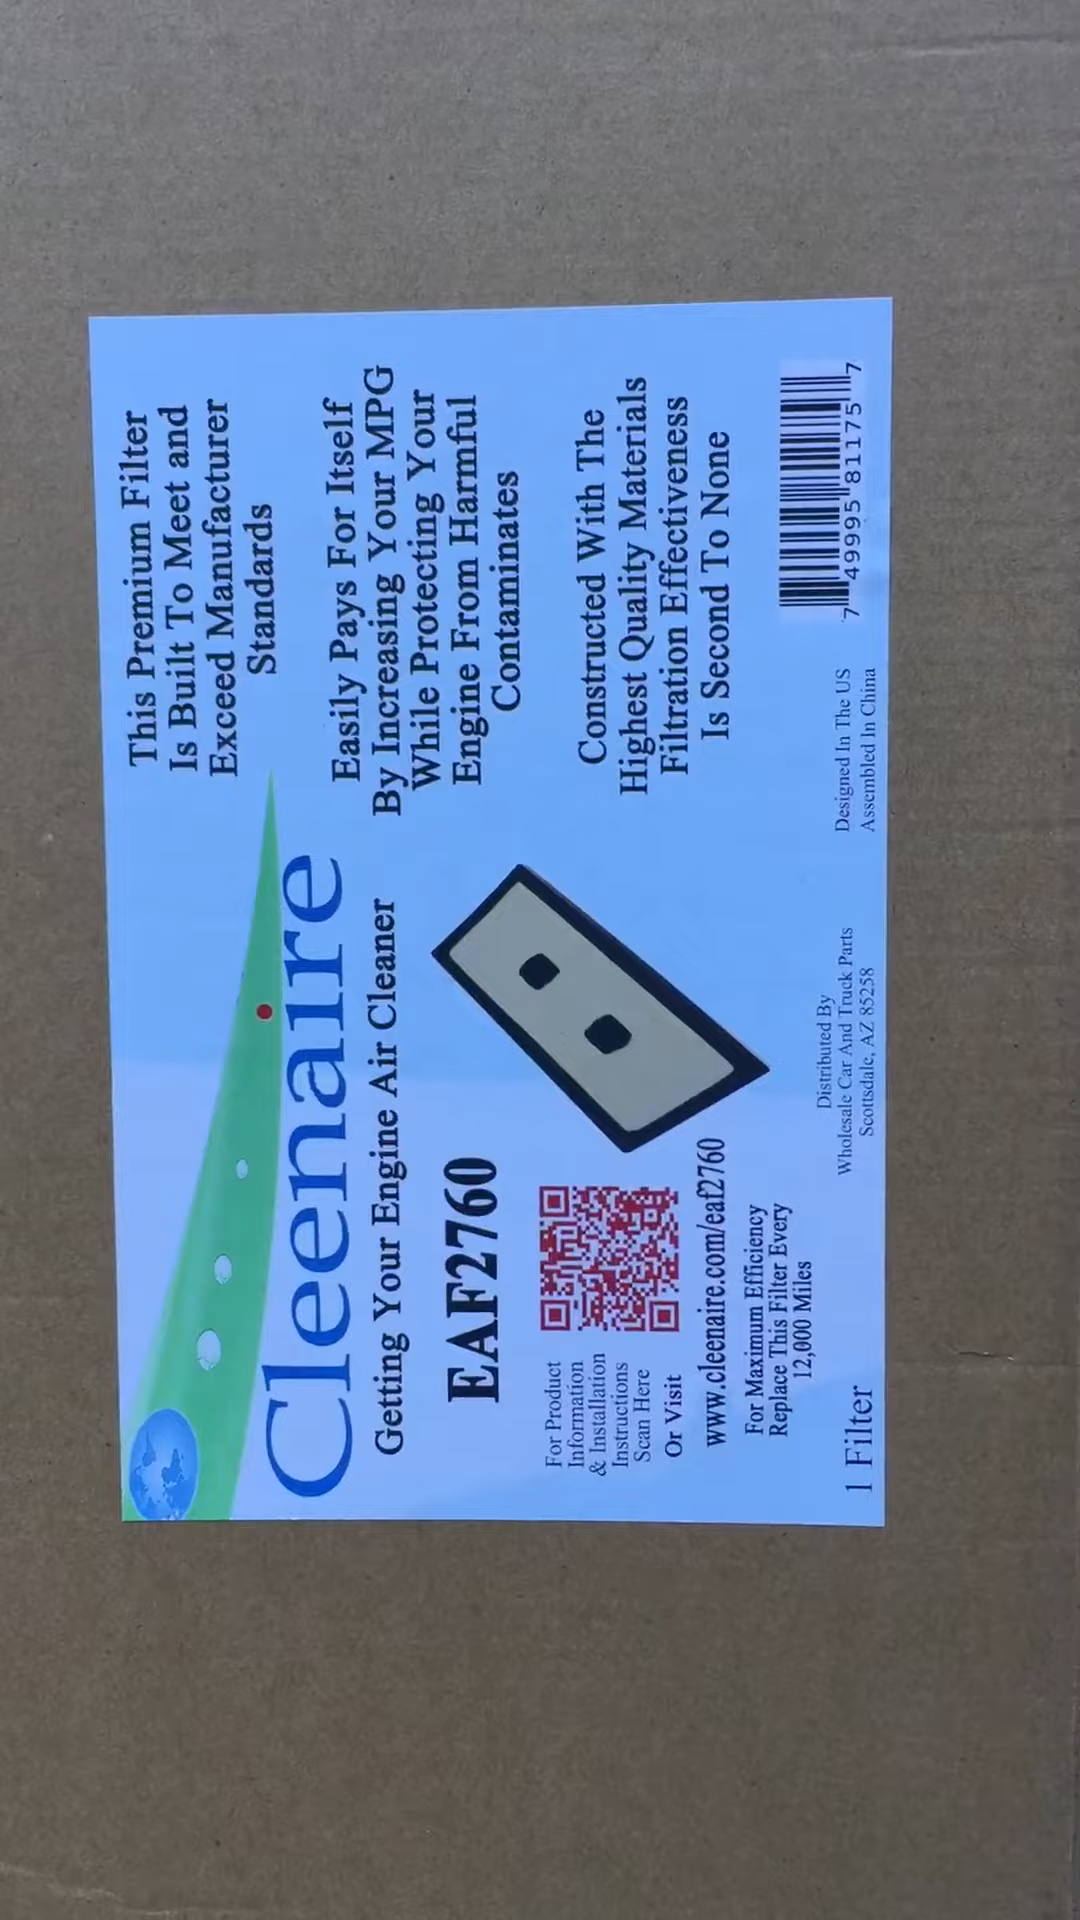 Cleenaire
Getting Your Engine Air Cleaner
EAF2760
For Product
Information
& Installation
Instructions
Scan Here
Or Visit
www.cleenaire.com/eaf2760
For Maximum Efficiency
Replace This Filter Every
12,000 Miles
1 Filter
This Premium Filter
Is Built To Meet and
Exceed Manufacturer
Standards
Easily Pays For Itself
By Increasing Your MPG
While Protecting Your
Engine From Harmful
Contaminates
Constructed With The
Highest Quality Materials
Filtration Effectiveness
Is Second To None
Distributed By
Wholesale Car And Truck Parts
Scottsdale, AZ 85258
Designed In The US
Assembled In China
7 49995 81175 7